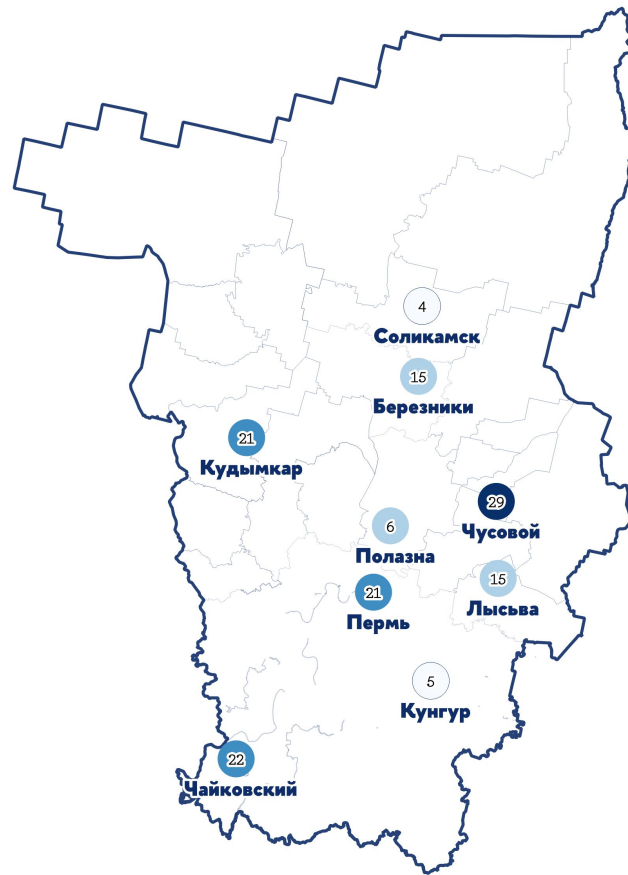 4
Соликамск
15
Березники
21
Кудымкар
29
Чусовой
6
Полазна
15
Лысьва
21
Пермь
5
Кунгур
22
Чайковский